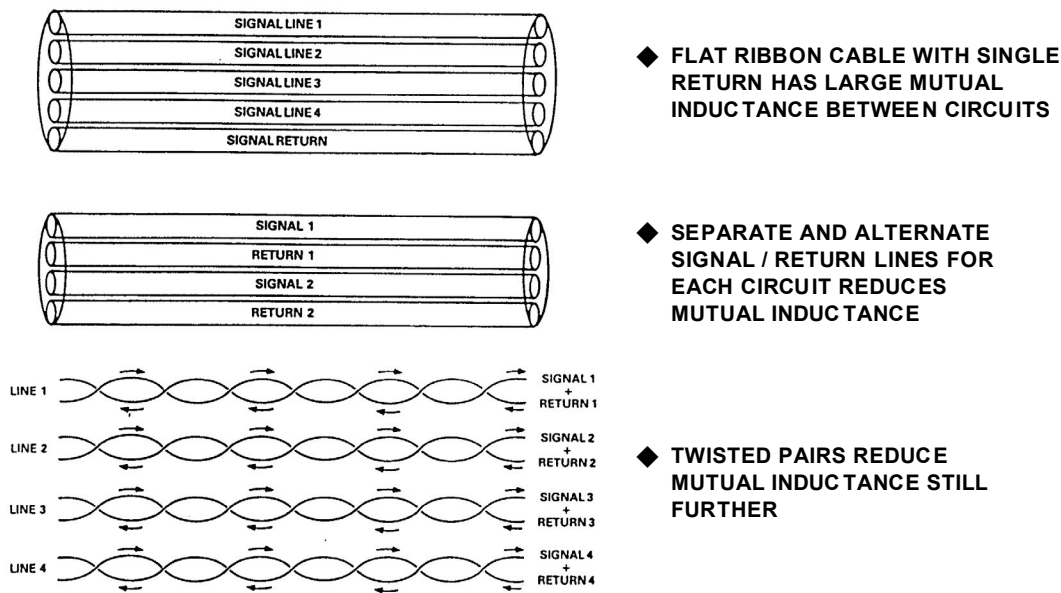 SIGNAL LINE 1
SIGNAL LINE 2
SIGNAL LINE 3
SIGNAL LINE 4
SIGNAL RETURN
◆ FLAT RIBBON CABLE WITH SINGLE
RETURN HAS LARGE MUTUAL
INDUCTANCE BETWEEN CIRCUITS
SIGNAL 1
RETURN 1
SIGNAL 2
RETURN 2
◆ SEPARATE AND ALTERNATE
SIGNAL / RETURN LINES FOR
EACH CIRCUIT REDUCES
MUTUAL INDUCTANCE
LINE 1
SIGNAL 1
+
RETURN 1
LINE 2
SIGNAL 2
+
RETURN 2
LINE 3
SIGNAL 3
+
RETURN 3
LINE 4
SIGNAL 4
+
RETURN 4
◆ TWISTED PAIRS REDUCE
MUTUAL INDUCTANCE STILL
FURTHER